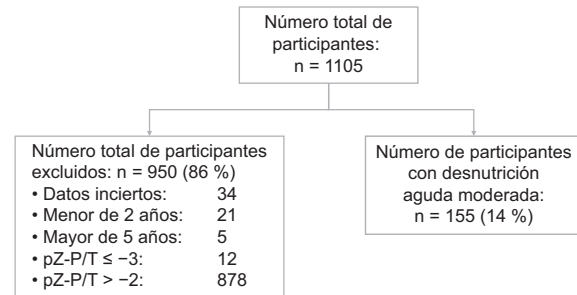 Número total de
participantes:
n = 1105
Número total de participantes
excluidos: n = 950 (86 %)
• Datos inciertos: 34
• Menor de 2 años: 21
• Mayor de 5 años: 5
• pZ-P/T ≤ −3: 12
• pZ-P/T > −2: 878
Número de participantes
con desnutrición
aguda moderada:
n = 155 (14 %)